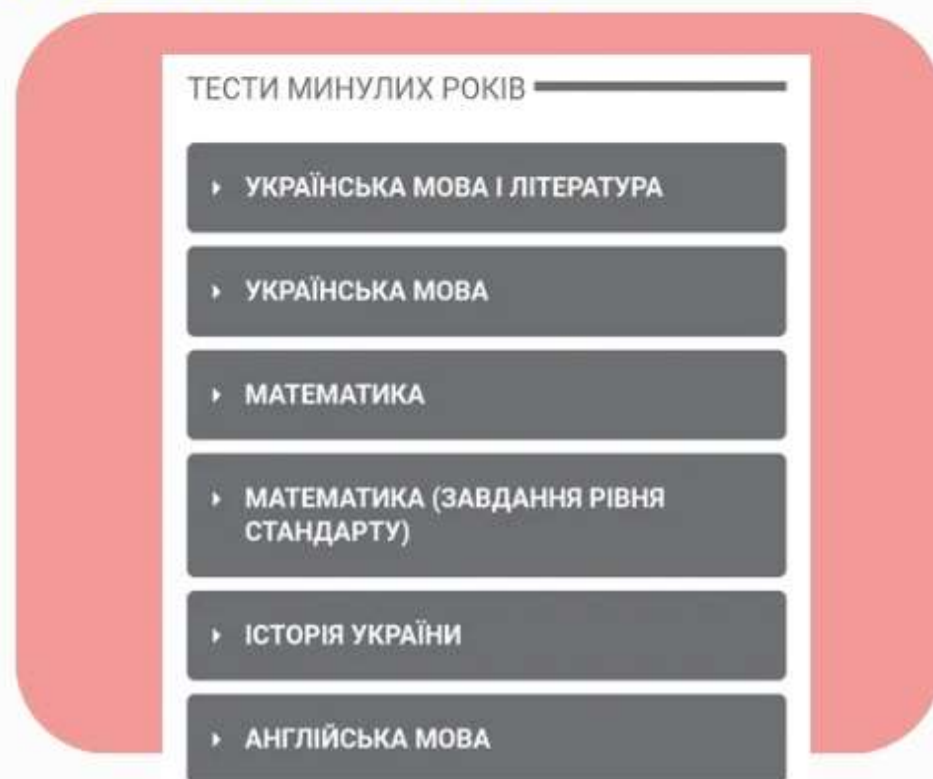 ТЕСТИ МИНУЛИХ РОКІВ
УКРАЇНСЬКА МОВА І ЛІТЕРАТУРА
УКРАЇНСЬКА МОВА
МАТЕМАТИКА
МАТЕМАТИКА (ЗАВДАННЯ РІВНЯ
СТАНДАРТУ)
ІСТОРІЯ УКРАЇНИ
АНГЛІЙСЬКА МОВА